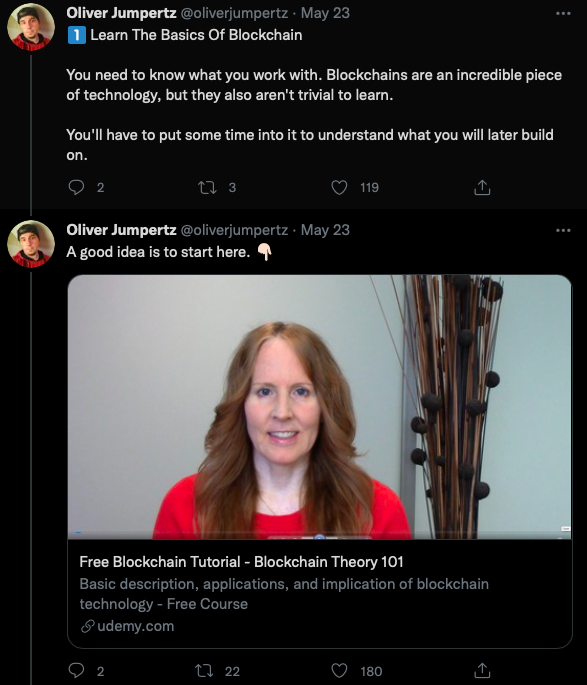 Oliver Jumpertz @oliverjumpertz · May 23
1 Learn The Basics Of Blockchain
You need to know what you work with. Blockchains are an incredible piece
of technology, but they also aren't trivial to learn.
You'll have to put some time into it to understand what you will later build
on.
2 3 119
Oliver Jumpertz @oliverjumpertz · May 23
A good idea is to start here. 👇🏻
Free Blockchain Tutorial - Blockchain Theory 101
Basic description, applications, and implication of blockchain
technology - Free Course
udemy.com
2 22 180